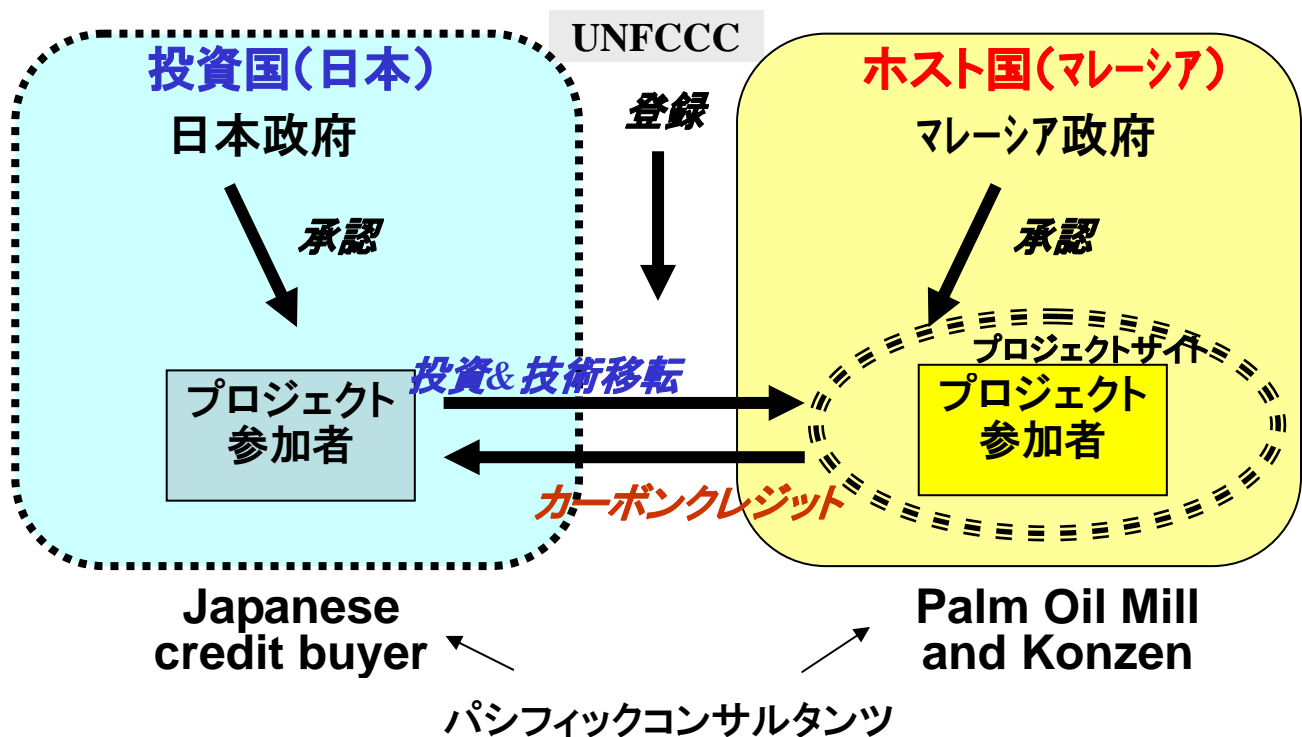 UNFCCC
投資国(日本)
日本政府
承認
登録
ホスト国(マレーシア)
マレーシア政府
承認
プロジェクトサイト
プロジェクト
参加者
投資&技術移転
カーボンクレジット
プロジェクト
参加者
Japanese
credit buyer
Palm Oil Mill
and Konzen
パシフィックコンサルタンツ